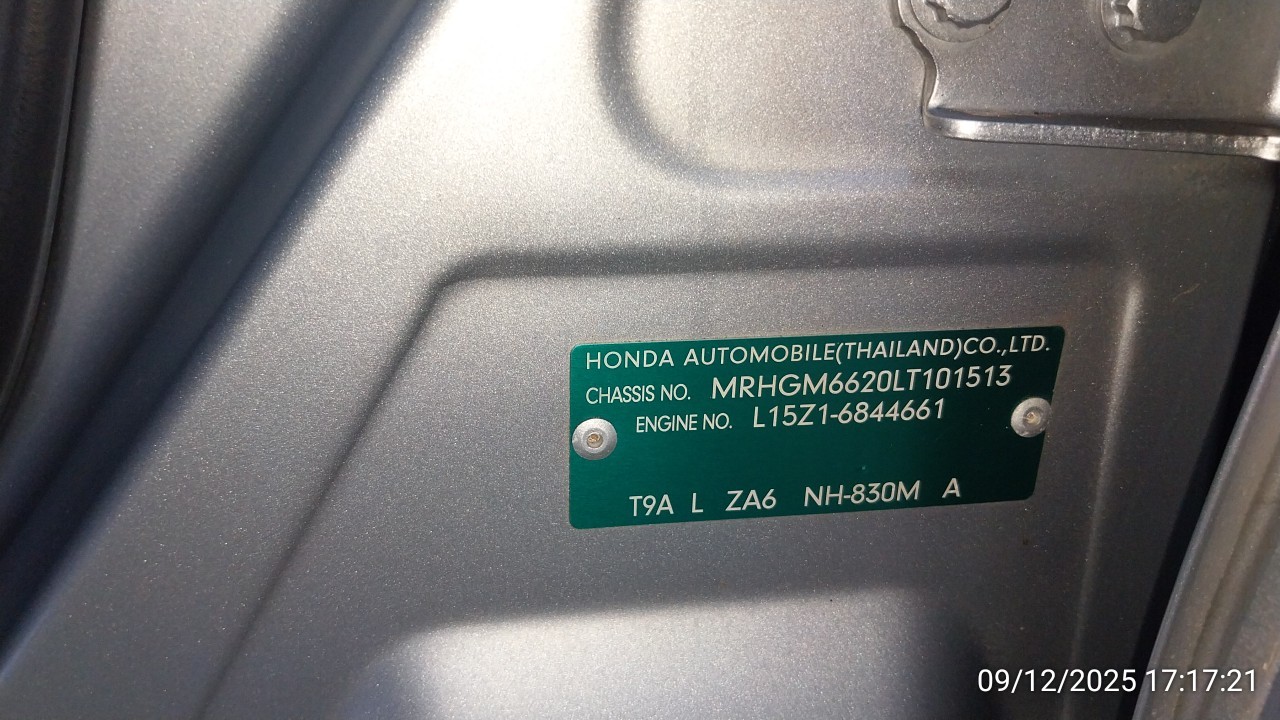 HONDA AUTOMOBILE(THAILAND)CO.,LTD.
CHASSIS NO. MRHGM6620LT101513
ENGINE NO. L15Z1-6844661
T9A L ZA6 NH-830M A
09/12/2025 17:17:21